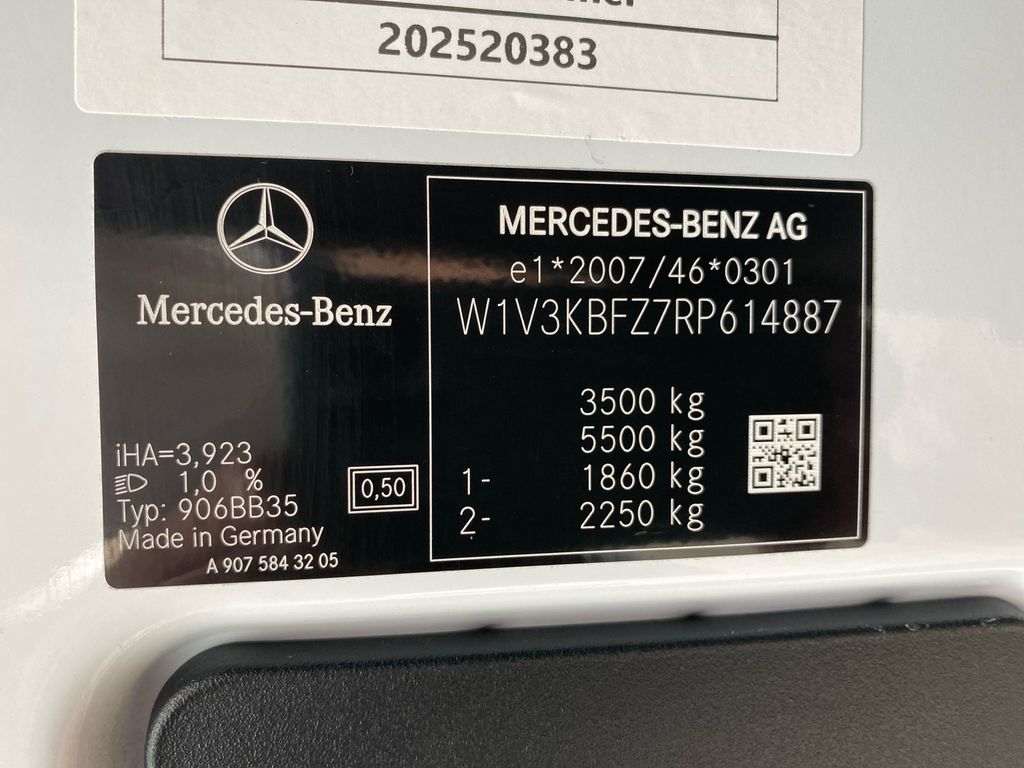 202520383
Mercedes-Benz
iHA=3,923
1,0 %
Typ: 906BB35
Made in Germany
A 907 584 32 05
0,50
MERCEDES-BENZ AG
e1*2007/46*0301
W1V3KBFZ7RP614887
3500 kg
5500 kg
1- 1860 kg
2- 2250 kg